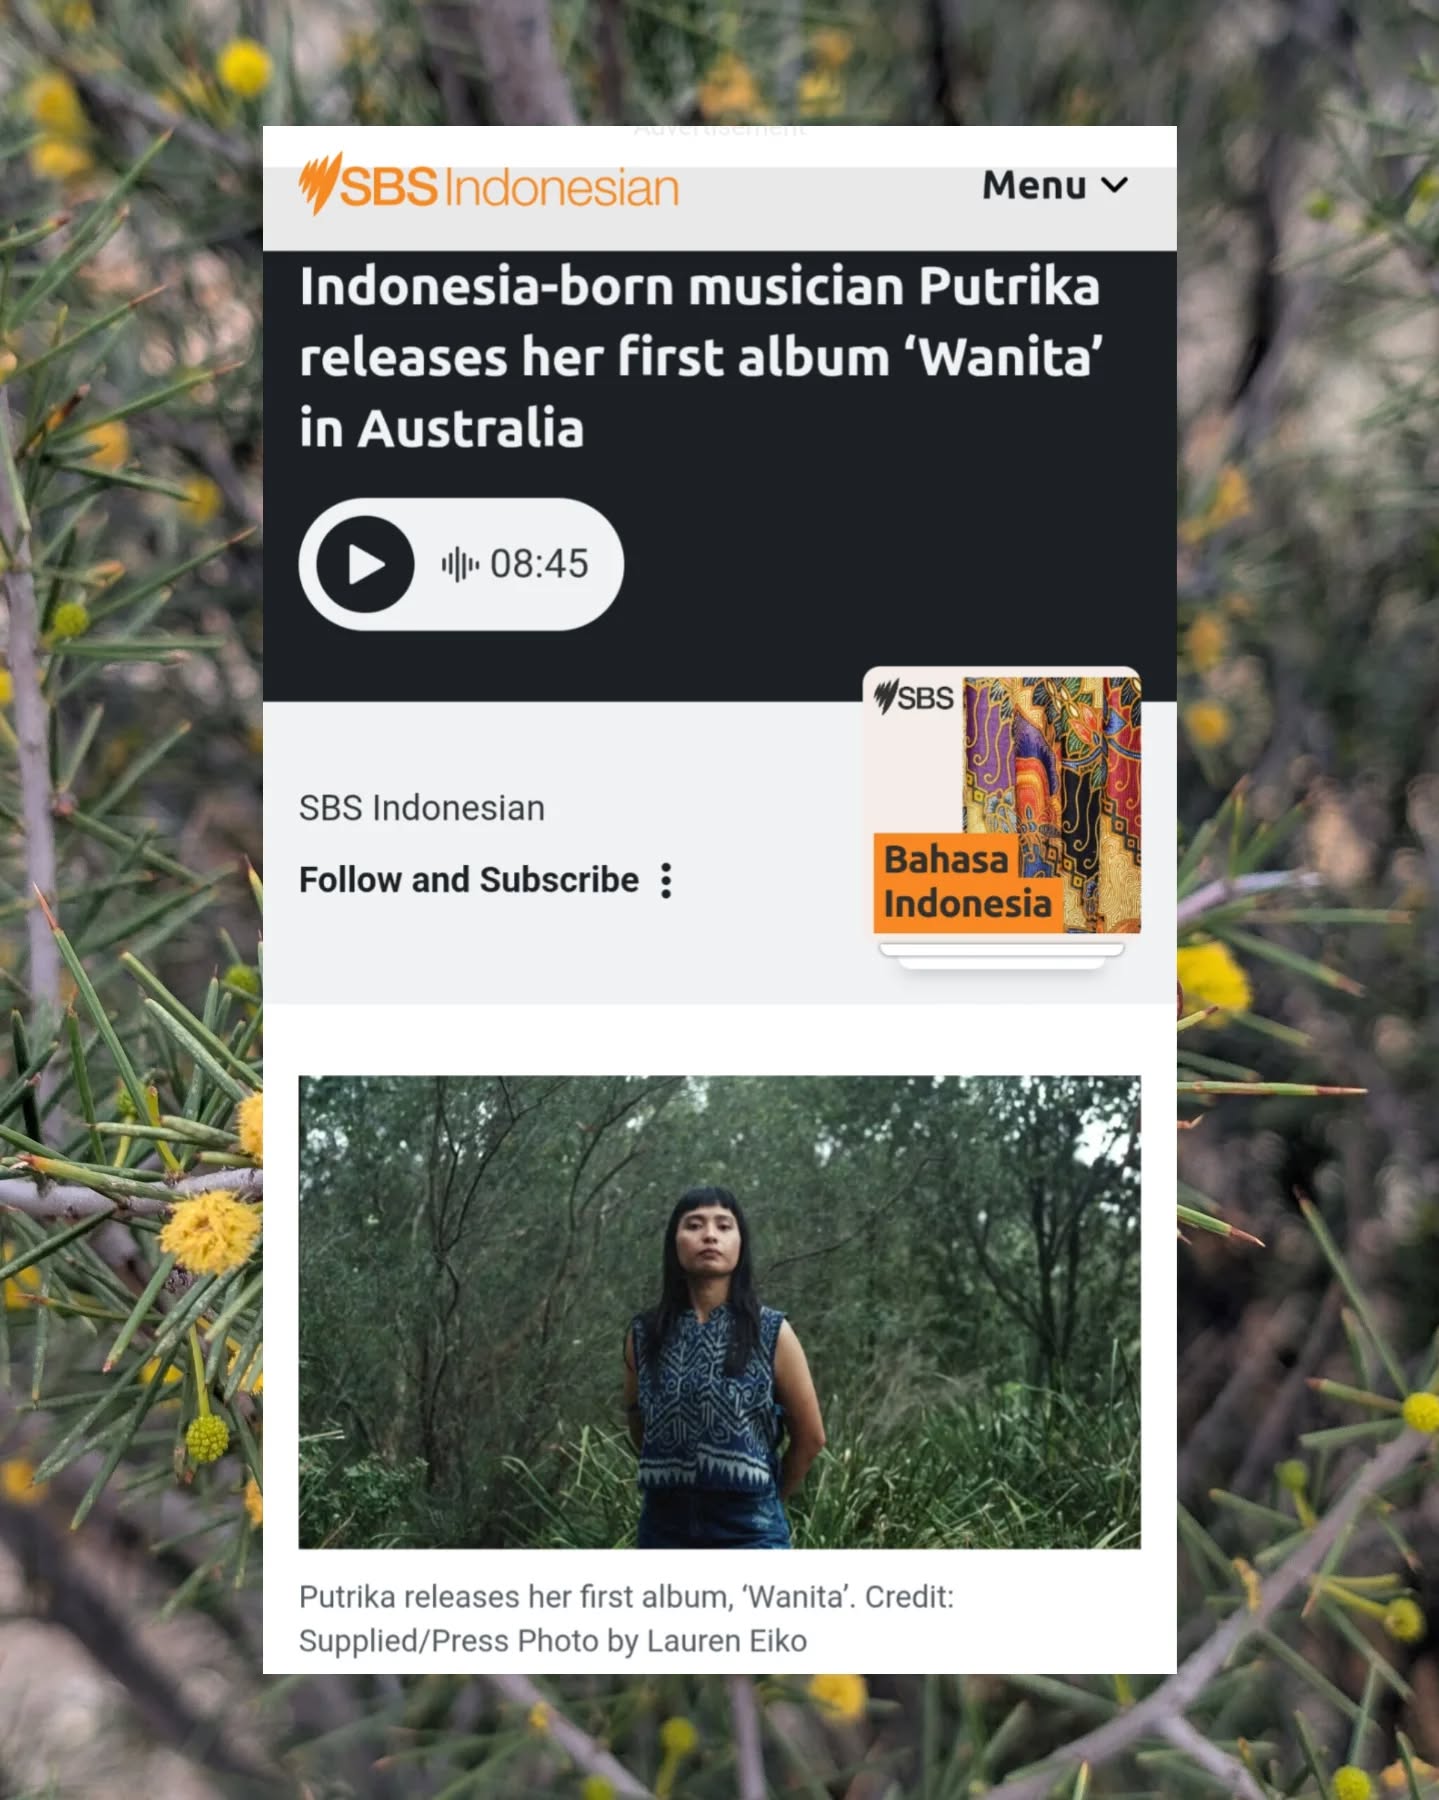 Advertisement
SBS Indonesian
Menu
Indonesia-born musician Putrika
releases her first album ‘Wanita’
in Australia
08:45
SBS
SBS Indonesian
Follow and Subscribe
Bahasa
Indonesia
Putrika releases her first album, ‘Wanita’. Credit:
Supplied/Press Photo by Lauren Eiko